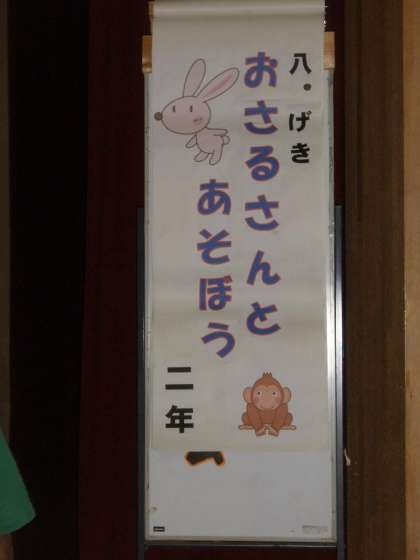 八.げき
おさるさんと
あそぼう
二年